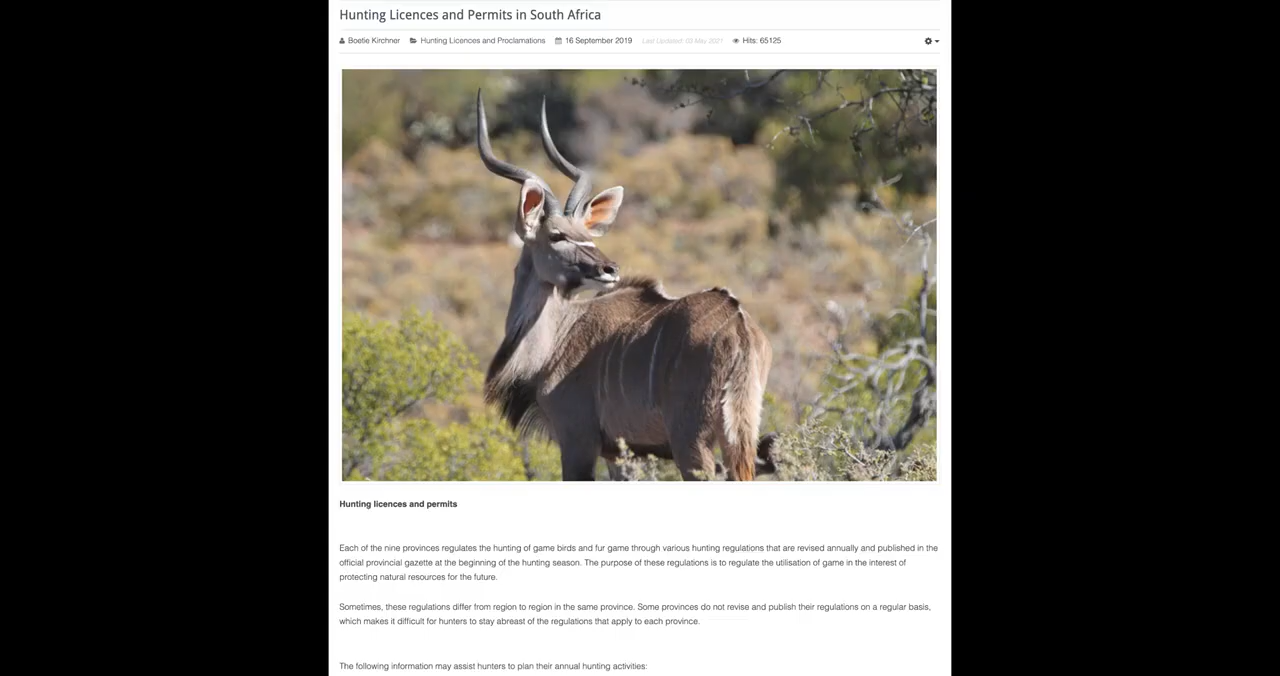 Hunting Licences and Permits in South Africa
Boetie Kirchner Hunting Licences and Proclamations 16 September 2019 Last Updated: 03 May 2021 Hits: 65125
Hunting licences and permits
Each of the nine provinces regulates the hunting of game birds and fur game through various hunting regulations that are revised annually and published in the
official provincial gazette at the beginning of the hunting season. The purpose of these regulations is to regulate the utilisation of game in the interest of
protecting natural resources for the future.
Sometimes, these regulations differ from region to region in the same province. Some provinces do not revise and publish their regulations on a regular basis,
which makes it difficult for hunters to stay abreast of the regulations that apply to each province.
The following information may assist hunters to plan their annual hunting activities: